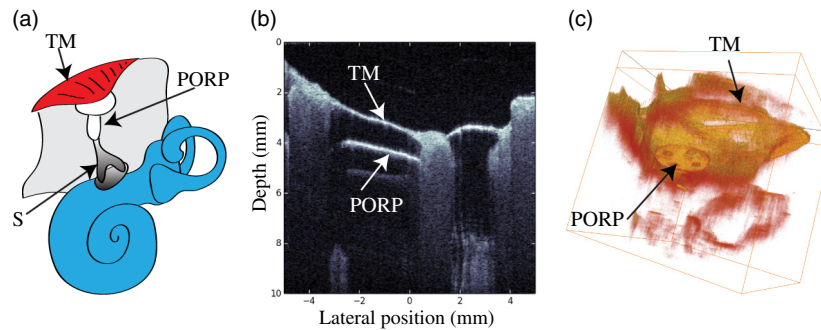 (a)
TM
PORP
S
(b)
TM
PORP
Depth (mm)
0
2
4
6
8
10
−4
−2
0
2
4
Lateral position (mm)
(c)
TM
PORP